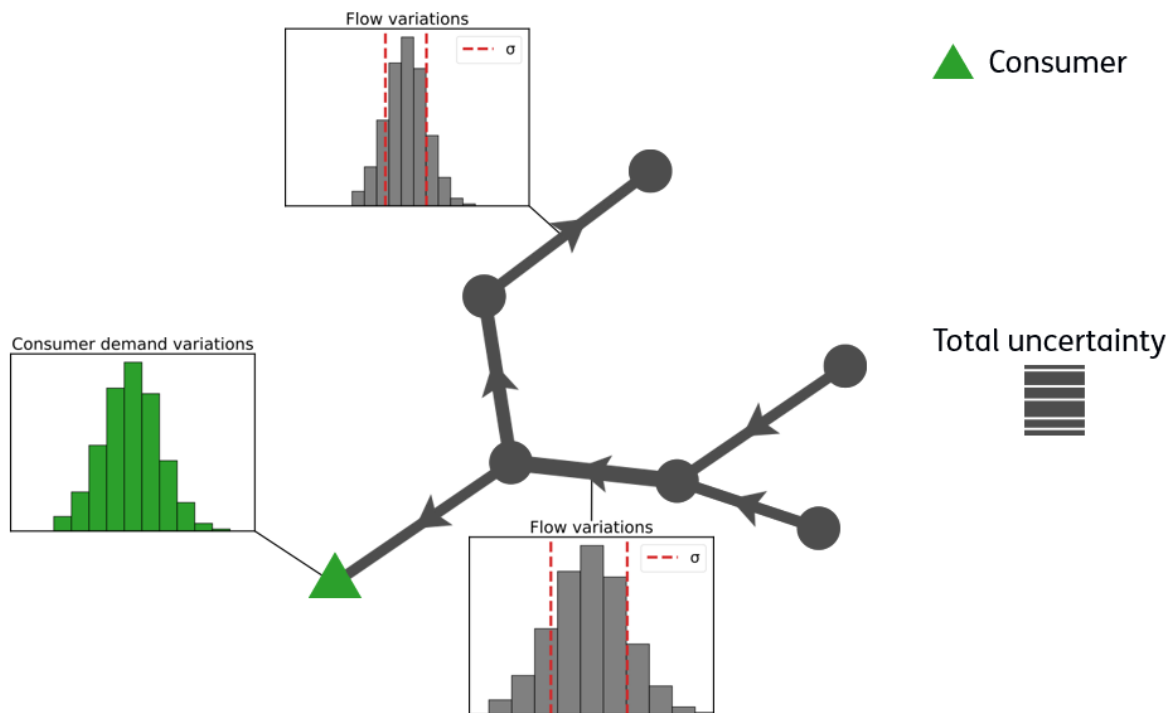 Flow variations
σ
Consumer
Consumer demand variations
Total uncertainty
Flow variations
σ